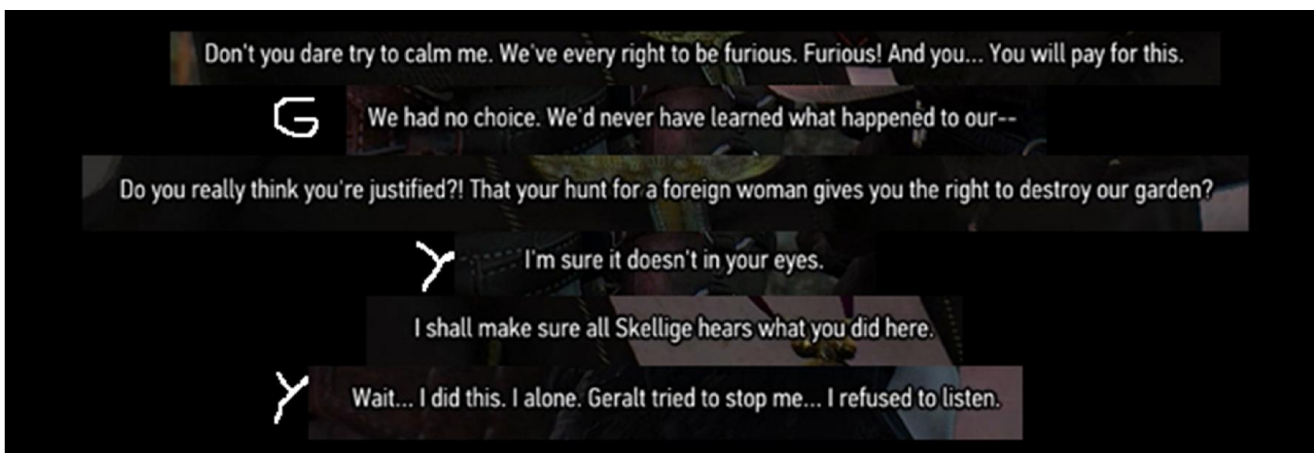 Don't you dare try to calm me. We've every right to be furious. Furious! And you... You will pay for this.
G We had no choice. We'd never have learned what happened to our--
Do you really think you're justified?! That your hunt for a foreign woman gives you the right to destroy our garden?
Y I'm sure it doesn't in your eyes.
I shall make sure all Skellige hears what you did here.
Y Wait... I did this. I alone. Geralt tried to stop me... I refused to listen.